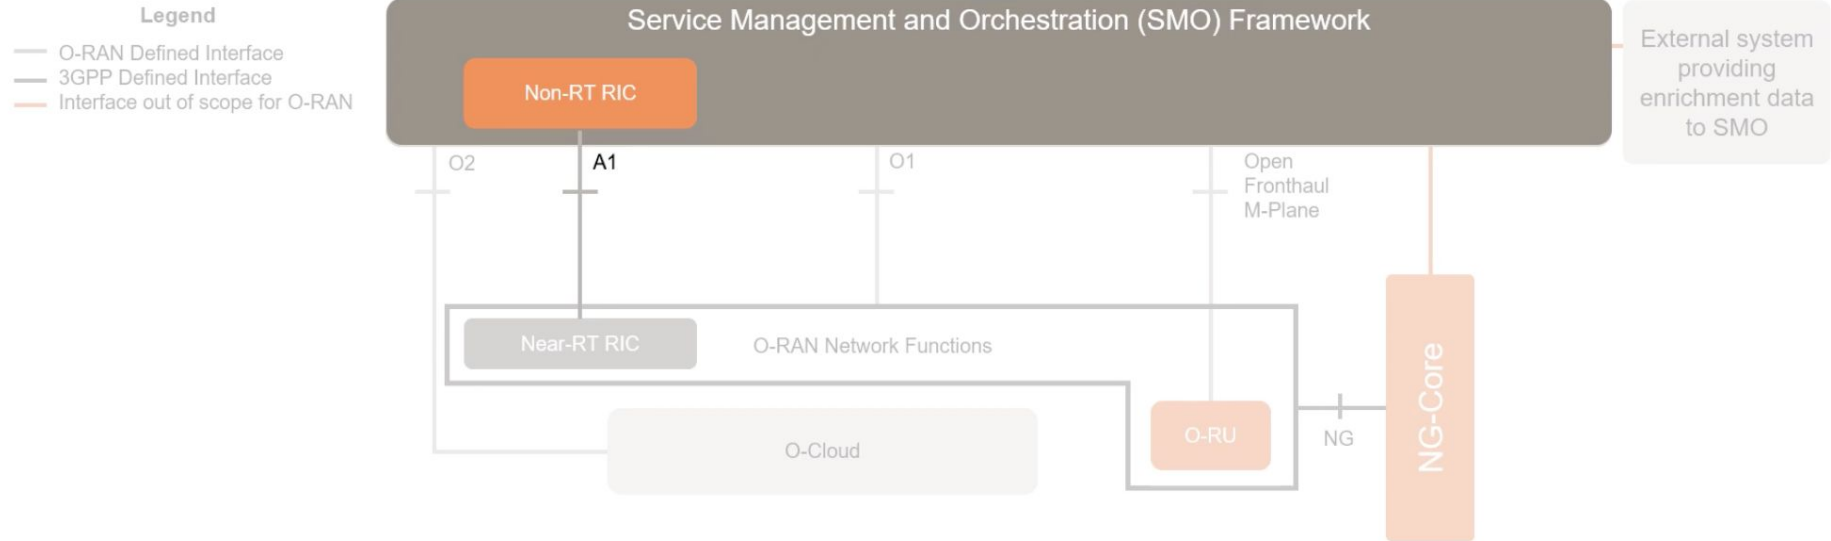 Legend
O-RAN Defined Interface
3GPP Defined Interface
Interface out of scope for O-RAN
Service Management and Orchestration (SMO) Framework
Non-RT RIC
External system
providing
enrichment data
to SMO
O2
A1
O1
Open
Fronthaul
M-Plane
Near-RT RIC
O-RAN Network Functions
O-Cloud
O-RU
NG
NG-Core